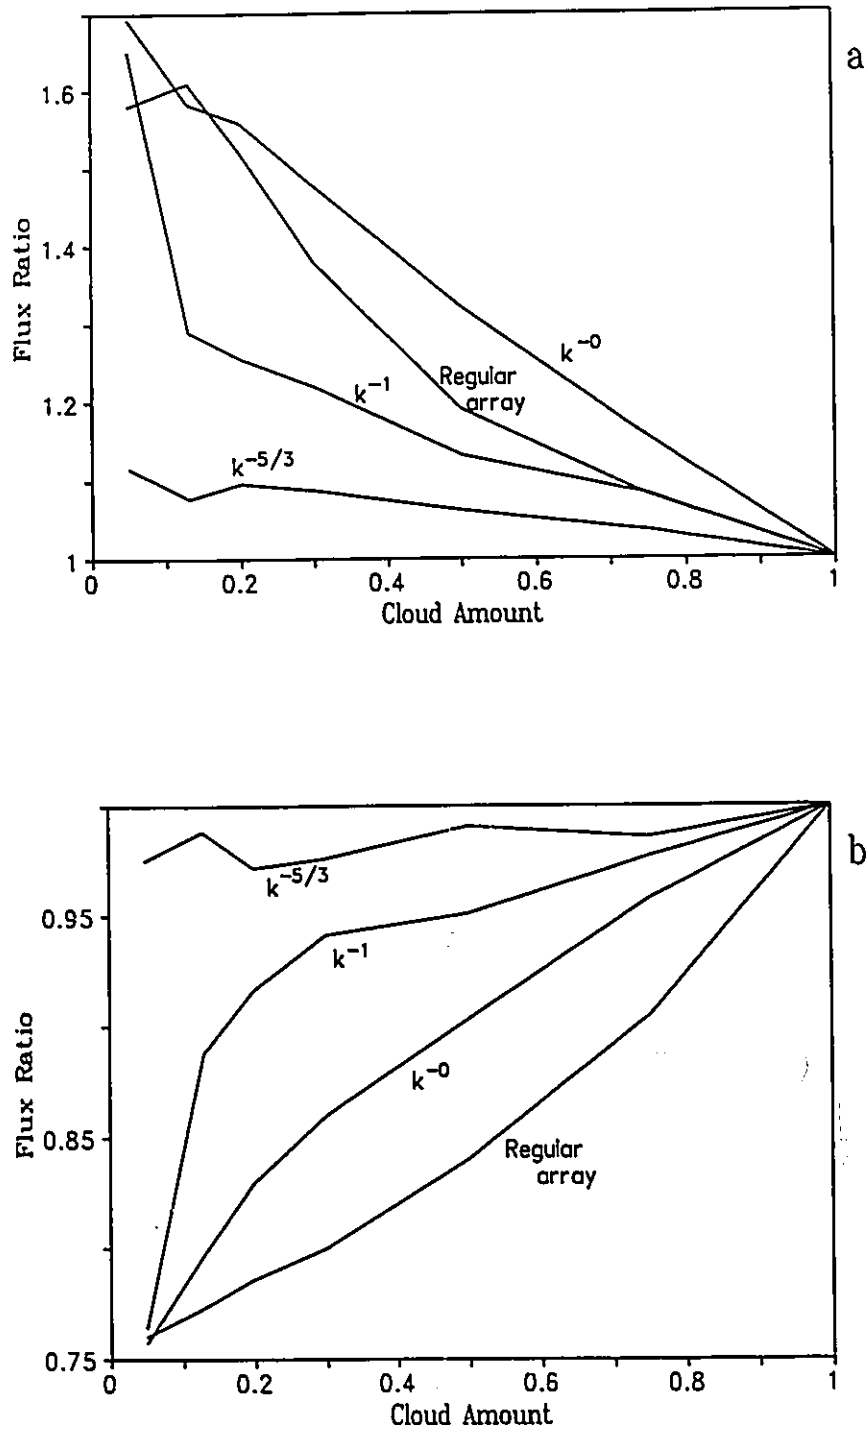 a
1.6
1.4
1.2
1
Flux Ratio
k⁻⁰
Regular
array
k⁻¹
k⁻⁵/³
0 0.2 0.4 0.6 0.8 1
Cloud Amount
b
0.95
0.85
0.75
Flux Ratio
k⁻⁵/³
k⁻¹
k⁻⁰
Regular
array
0 0.2 0.4 0.6 0.8 1
Cloud Amount